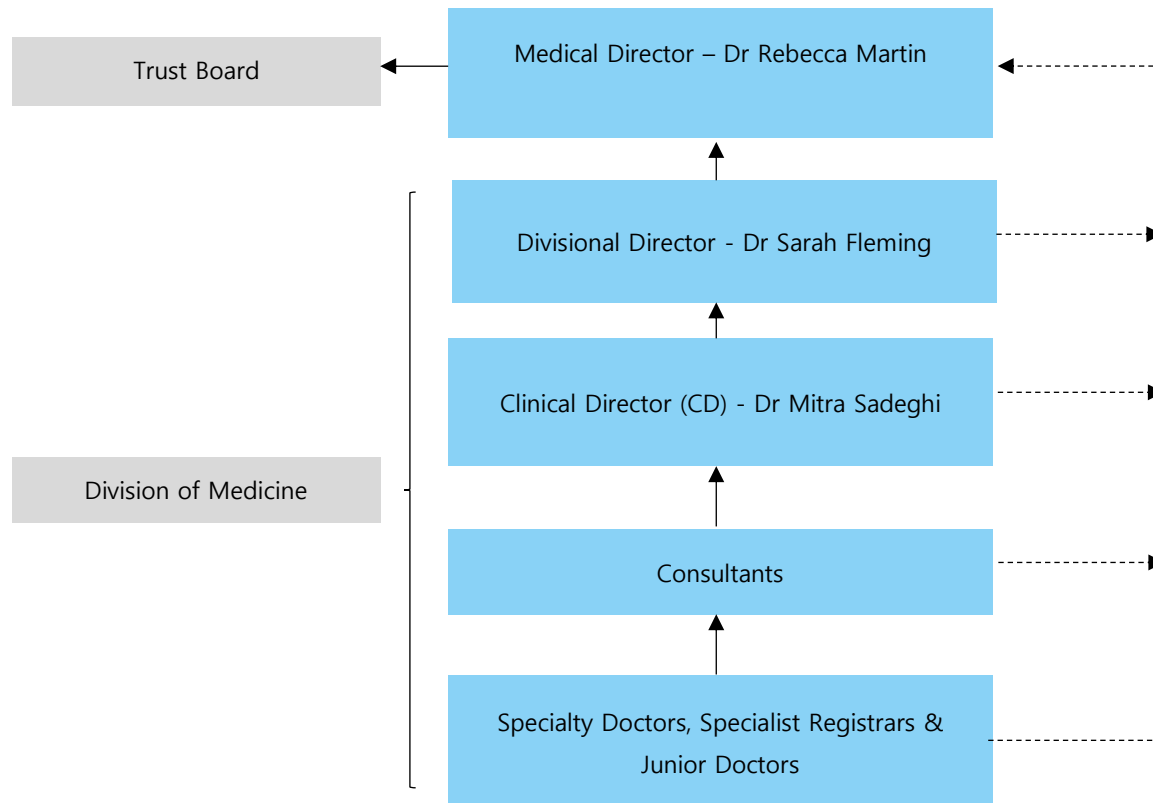 Medical Director – Dr Rebecca Martin
Trust Board
Divisional Director - Dr Sarah Fleming
Clinical Director (CD) - Dr Mitra Sadeghi
Division of Medicine
Consultants
Specialty Doctors, Specialist Registrars &
Junior Doctors